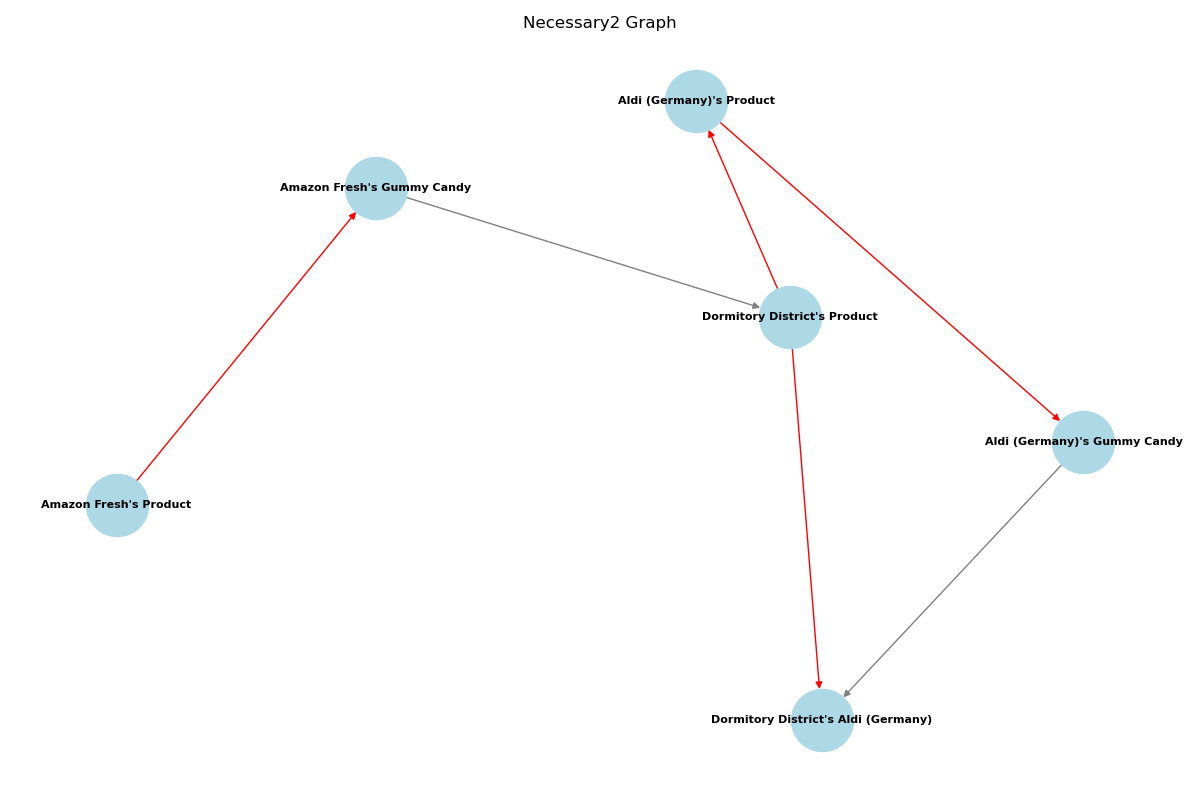 Necessary2 Graph
Aldi (Germany)'s Product
Amazon Fresh's Gummy Candy
Dormitory District's Product
Aldi (Germany)'s Gummy Candy
Amazon Fresh's Product
Dormitory District's Aldi (Germany)